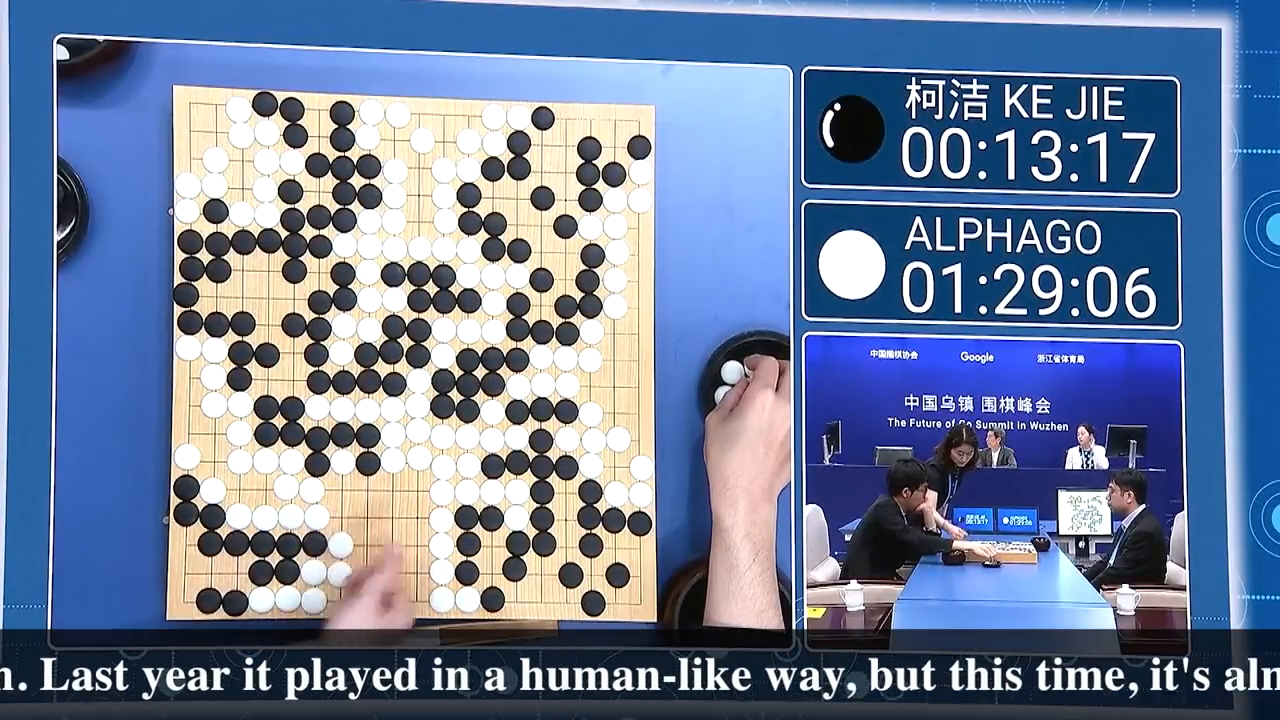 柯洁 KE JIE
00:13:17
ALPHAGO
01:29:06
中国围棋协会 Google 浙江省体育局
中国乌镇 围棋峰会
The Future of Go Summit in Wuzhen
n. Last year it played in a human-like way, but this time, it's aln